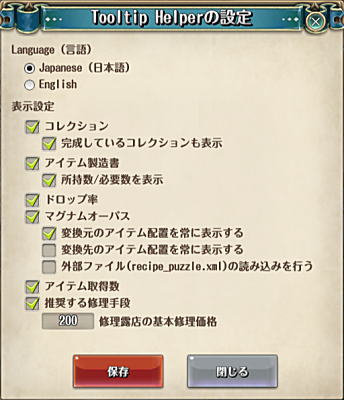 Tooltip Helperの設定
Language (言語)
Japanese (日本語)
English
表示設定
コレクション
完成しているコレクションも表示
アイテム製造書
所持数/必要数を表示
ドロップ率
マグナムオーパス
変換元のアイテム配置を常に表示する
変換先のアイテム配置を常に表示する
外部ファイル(recipe_puzzle.xml)の読み込みを行う
アイテム取得数
推奨する修理手段
200 修理露店の基本修理価格
保存 閉じる